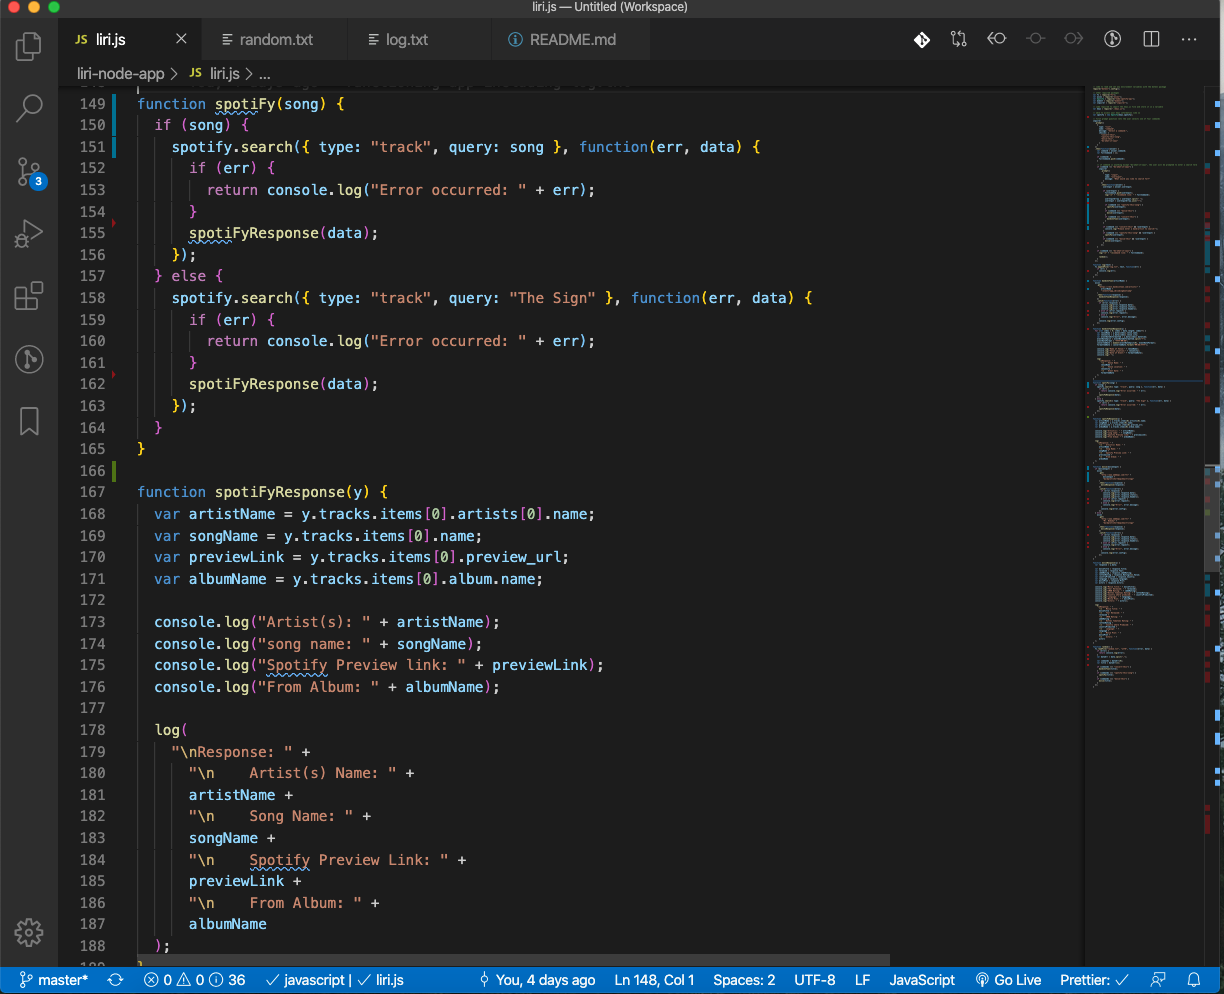 liri.js — Untitled (Workspace)
JS liri.js
random.txt
log.txt
README.md
liri-node-app > JS liri.js > ...
149 function spotiFy(song) {
150   if (song) {
151     spotify.search({ type: "track", query: song }, function(err, data) {
152       if (err) {
153         return console.log("Error occurred: " + err);
154       }
155       spotiFyResponse(data);
156     });
157   } else {
158     spotify.search({ type: "track", query: "The Sign" }, function(err, data) {
159       if (err) {
160         return console.log("Error occurred: " + err);
161       }
162       spotiFyResponse(data);
163     });
164   }
165 }
166
167 function spotiFyResponse(y) {
168   var artistName = y.tracks.items[0].artists[0].name;
169   var songName = y.tracks.items[0].name;
170   var previewLink = y.tracks.items[0].preview_url;
171   var albumName = y.tracks.items[0].album.name;
172
173   console.log("Artist(s): " + artistName);
174   console.log("song name: " + songName);
175   console.log("Spotify Preview link: " + previewLink);
176   console.log("From Album: " + albumName);
177
178   log(
179     "\nResponse: " +
180       "\n    Artist(s) Name: " +
181       artistName +
182       "\n    Song Name: " +
183       songName +
184       "\n    Spotify Preview Link: " +
185       previewLink +
186       "\n    From Album: " +
187       albumName
188   );
3
master* 0 0 36 javascript | liri.js You, 4 days ago Ln 148, Col 1 Spaces: 2 UTF-8 LF JavaScript Go Live Prettier: